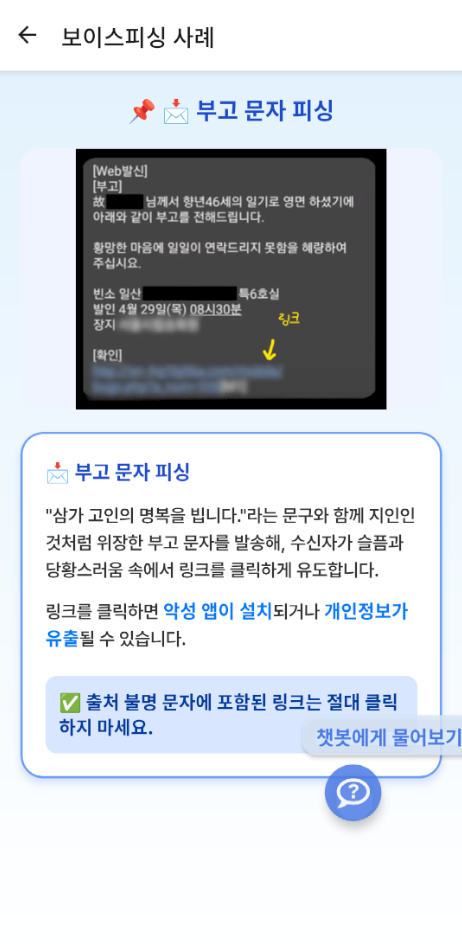 보이스피싱 사례
부고 문자 피싱
[Web발신]
[부고]
故 님께서 향년46세의 일기로 영면 하셨기에
아래와 같이 부고를 전해드립니다.
황망한 마음에 일일이 연락드리지 못함을 혜량하여
주십시요.
빈소 일산 특6호실
발인 4월 29일(목) 08시30분
장지
링크
[확인]
부고 문자 피싱
"삼가 고인의 명복을 빕니다."라는 문구와 함께 지인인
것처럼 위장한 부고 문자를 발송해, 수신자가 슬픔과
당황스러움 속에서 링크를 클릭하게 유도합니다.
링크를 클릭하면 악성 앱이 설치되거나 개인정보가
유출될 수 있습니다.
✅ 출처 불명 문자에 포함된 링크는 절대 클릭
하지 마세요.
챗봇에게 물어보기